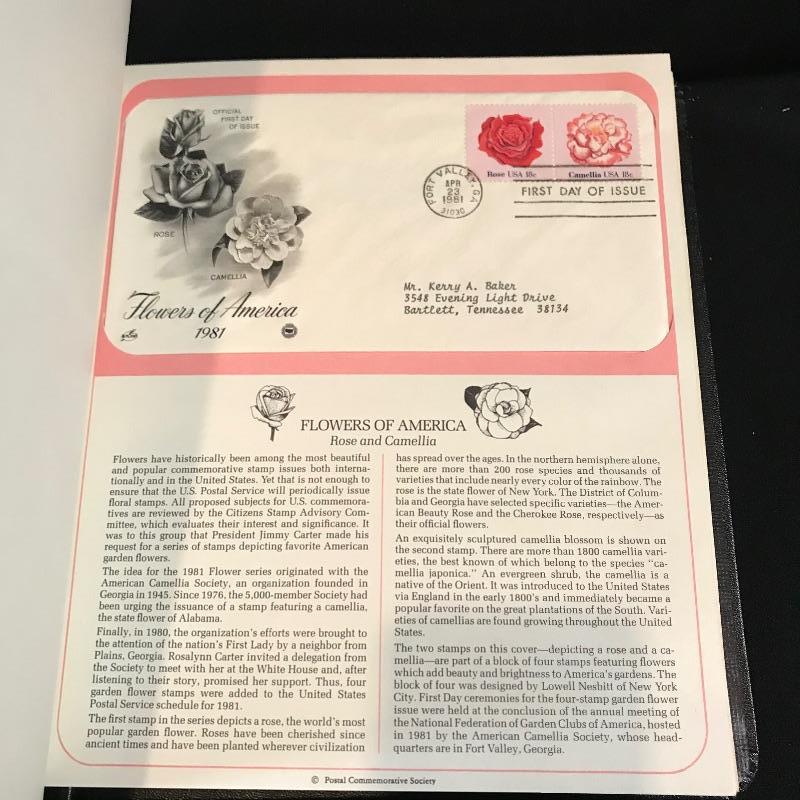 OFFICIAL
FIRST DAY
OF ISSUE
ROSE
CAMELLIA
Flowers of America
1981
Rose USA 18c
Camellia USA 18c
FORT VALLEY, GA
APR
23
1981
31030
FIRST DAY OF ISSUE
Mr. Kerry A. Baker
3548 Evening Light Drive
Bartlett, Tennessee 38134
FLOWERS OF AMERICA
Rose and Camellia
Flowers have historically been among the most beautiful
and popular commemorative stamp issues both interna-
tionally and in the United States. Yet that is not enough to
ensure that the U.S. Postal Service will periodically issue
floral stamps. All proposed subjects for U.S. commemora-
tives are reviewed by the Citizens Stamp Advisory Com-
mittee, which evaluates their interest and significance. It
was to this group that President Jimmy Carter made his
request for a series of stamps depicting favorite American
garden flowers.
The idea for the 1981 Flower series originated with the
American Camellia Society, an organization founded in
Georgia in 1945. Since 1976, the 5,000-member Society had
been urging the issuance of a stamp featuring a camellia,
the state flower of Alabama.
Finally, in 1980, the organization's efforts were brought to
the attention of the nation's First Lady by a neighbor from
Plains, Georgia. Rosalynn Carter invited a delegation from
the Society to meet with her at the White House and, after
listening to their story, promised her support. Thus, four
garden flower stamps were added to the United States
Postal Service schedule for 1981.
The first stamp in the series depicts a rose, the world's most
popular garden flower. Roses have been cherished since
ancient times and have been planted wherever civilization
has spread over the ages. In the northern hemisphere alone,
there are more than 200 rose species and thousands of
varieties that include nearly every color of the rainbow. The
rose is the state flower of New York. The District of Colum-
bia and Georgia have selected specific varieties—the Amer-
ican Beauty Rose and the Cherokee Rose, respectively—as
their official flowers.
An exquisitely sculptured camellia blossom is shown on
the second stamp. There are more than 1800 camellia vari-
eties, the best known of which belong to the species "ca-
mellia japonica." An evergreen shrub, the camellia is a
native of the Orient. It was introduced to the United States
via England in the early 1800's and immediately became a
popular favorite on the great plantations of the South. Vari-
eties of camellias are found growing throughout the United
States.
The two stamps on this cover—depicting a rose and a ca-
mellia—are part of a block of four stamps featuring flowers
which add beauty and brightness to America's gardens. The
block of four was designed by Lowell Nesbitt of New York
City. First Day ceremonies for the four-stamp garden flower
issue were held at the conclusion of the annual meeting of
the National Federation of Garden Clubs of America, hosted
in 1981 by the American Camellia Society, whose head-
quarters are in Fort Valley, Georgia.
© Postal Commemorative Society